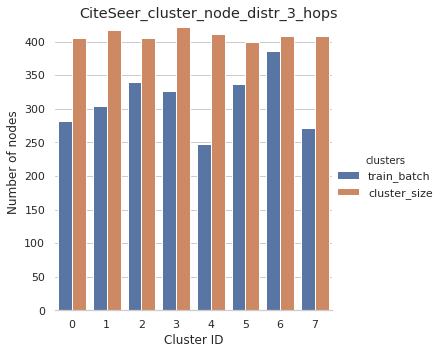 CiteSeer_cluster_node_distr_3_hops
400
350
300
250
200
150
100
50
0
Number of nodes
0 1 2 3 4 5 6 7
Cluster ID
clusters
train_batch
cluster_size